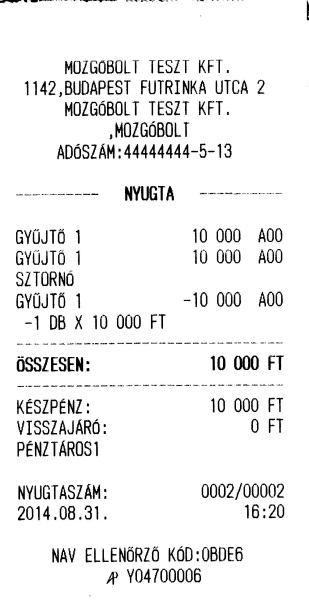 MOZGÓBOLT TESZT KFT.
1142,BUDAPEST FUTRINKA UTCA 2
MOZGÓBOLT TESZT KFT.
,MOZGÓBOLT
ADÓSZÁM:44444444-5-13
NYUGTA
GYŰJTŐ 1 10 000 A00
GYŰJTŐ 1 10 000 A00
SZTORNÓ
GYŰJTŐ 1 -10 000 A00
-1 DB X 10 000 FT
ÖSSZESEN: 10 000 FT
KÉSZPÉNZ: 10 000 FT
VISSZAJÁRÓ: 0 FT
PÉNZTÁROS1
NYUGTASZÁM: 0002/00002
2014.08.31. 16:20
NAV ELLENŐRZŐ KÓD:0BDE6
AP Y04700006